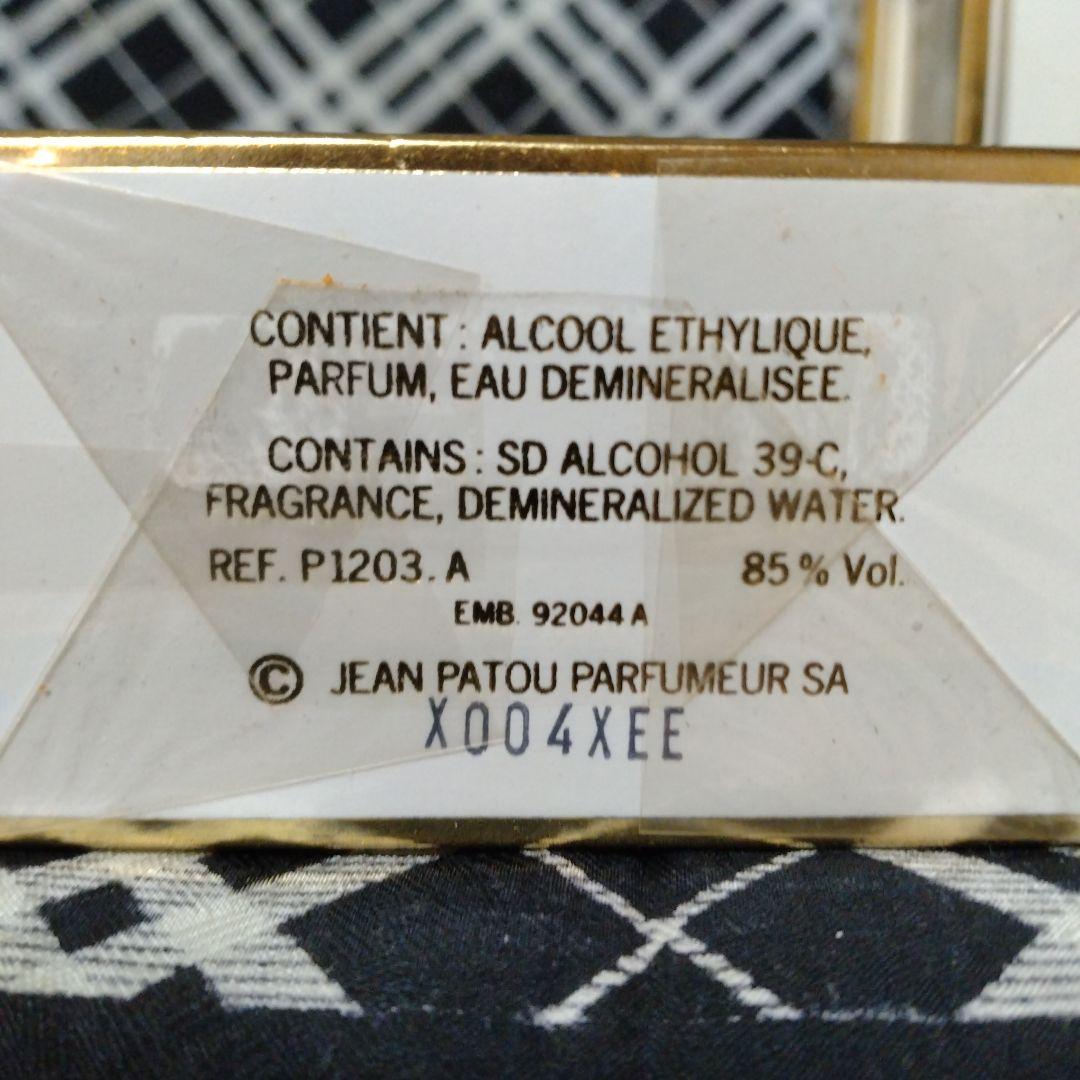 CONTIENT : ALCOOL ETHYLIQUE,
PARFUM, EAU DEMINERALISEE.
CONTAINS : SD ALCOHOL 39-C,
FRAGRANCE, DEMINERALIZED WATER.
REF. P1203. A 85 % Vol.
EMB. 92044 A
© JEAN PATOU PARFUMEUR SA
X004XEE